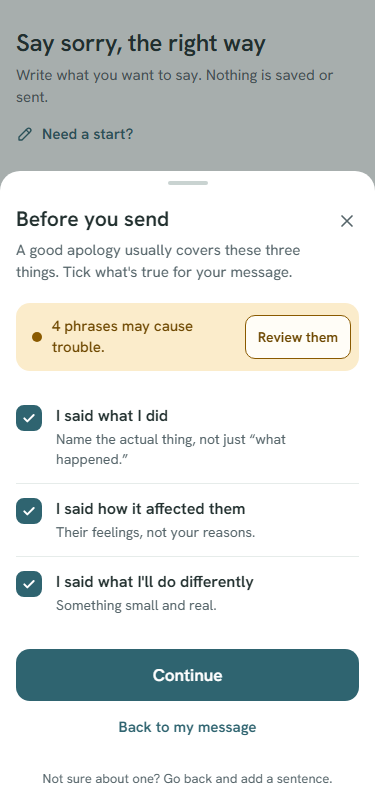 Say sorry, the right way
Write what you want to say. Nothing is saved or
sent.
Need a start?
Before you send
A good apology usually covers these three
things. Tick what's true for your message.
4 phrases may cause
trouble.
Review them
I said what I did
Name the actual thing, not just “what
happened.”
I said how it affected them
Their feelings, not your reasons.
I said what I'll do differently
Something small and real.
Continue
Back to my message
Not sure about one? Go back and add a sentence.